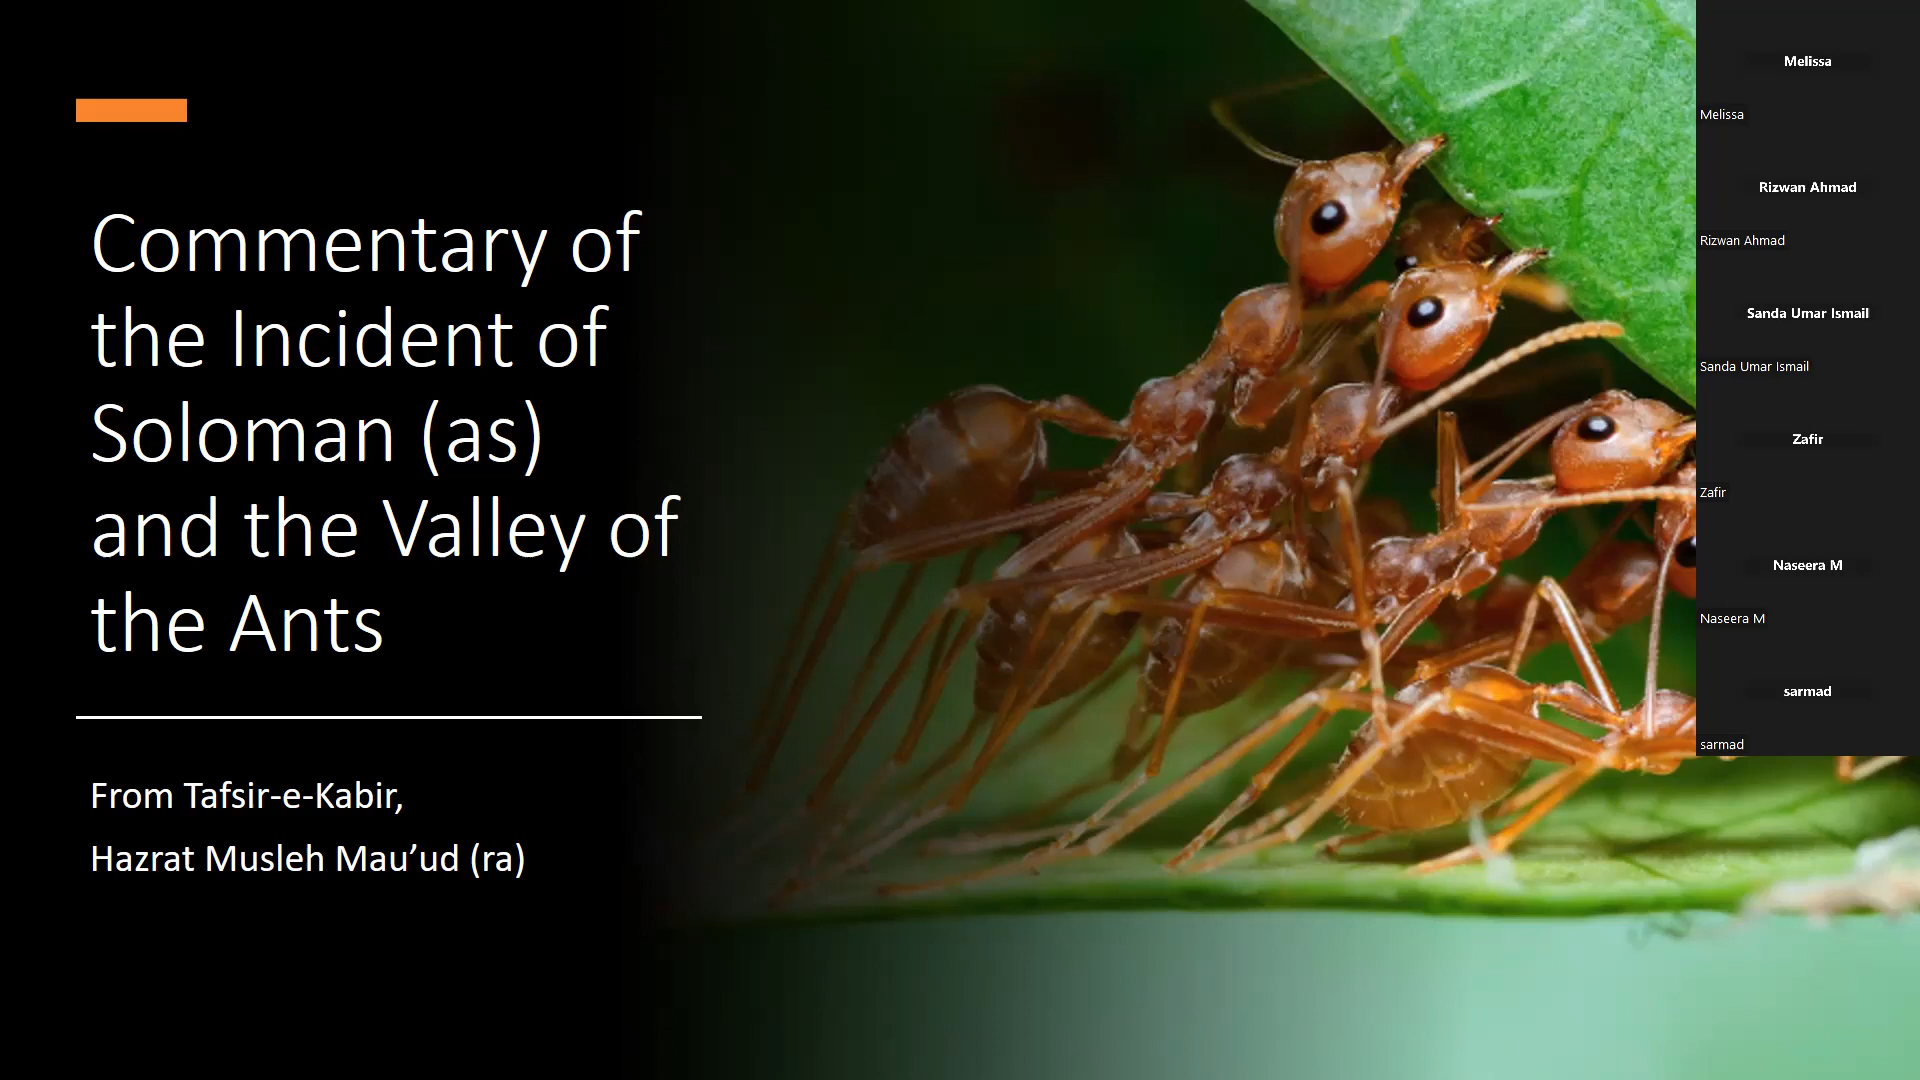 Commentary of
the Incident of
Soloman (as)
and the Valley of
the Ants
From Tafsir-e-Kabir,
Hazrat Musleh Mau’ud (ra)
Melissa
Melissa
Rizwan Ahmad
Rizwan Ahmad
Sanda Umar Ismail
Sanda Umar Ismail
Zafir
Zafir
Naseera M
Naseera M
sarmad
sarmad